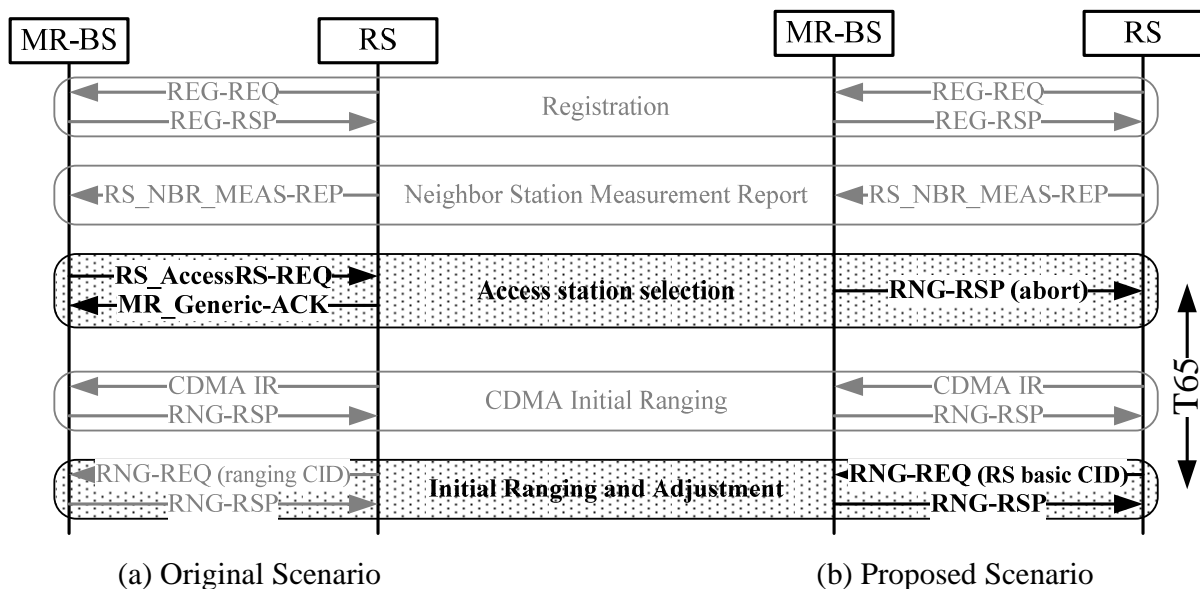 MR-BS RS MR-BS RS
REG-REQ REG-REQ
Registration
REG-RSP REG-RSP
RS_NBR_MEAS-REP Neighbor Station Measurement Report RS_NBR_MEAS-REP
RS_AccessRS-REQ
Access station selection RNG-RSP (abort)
MR_Generic-ACK
T65
CDMA IR CDMA IR
CDMA Initial Ranging
RNG-RSP RNG-RSP
RNG-REQ (ranging CID) RNG-REQ (RS basic CID)
Initial Ranging and Adjustment
RNG-RSP RNG-RSP
(a) Original Scenario (b) Proposed Scenario